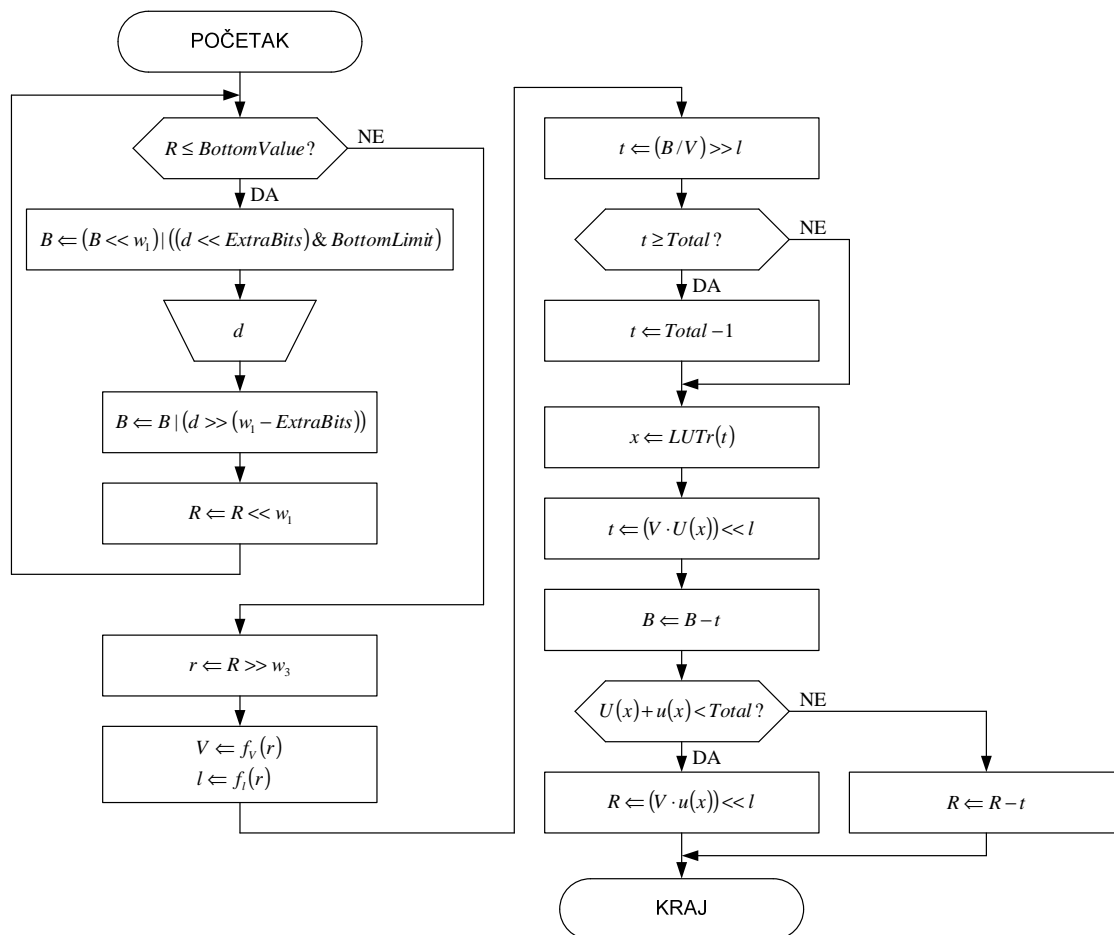 POČETAK
R ≤ BottomValue?
NE
DA
B ⇐ (B << w₁) | ((d << ExtraBits) & BottomLimit)
d
B ⇐ B | (d >> (w₁ − ExtraBits))
R ⇐ R << w₁
r ⇐ R >> w₃
V ⇐ f_V(r)
l ⇐ f_l(r)
t ⇐ (B/V) >> l
t ≥ Total?
NE
DA
t ⇐ Total − 1
x ⇐ LUTr(t)
t ⇐ (V · U(x)) << l
B ⇐ B − t
U(x) + u(x) < Total?
NE
DA
R ⇐ (V · u(x)) << l
R ⇐ R − t
KRAJ